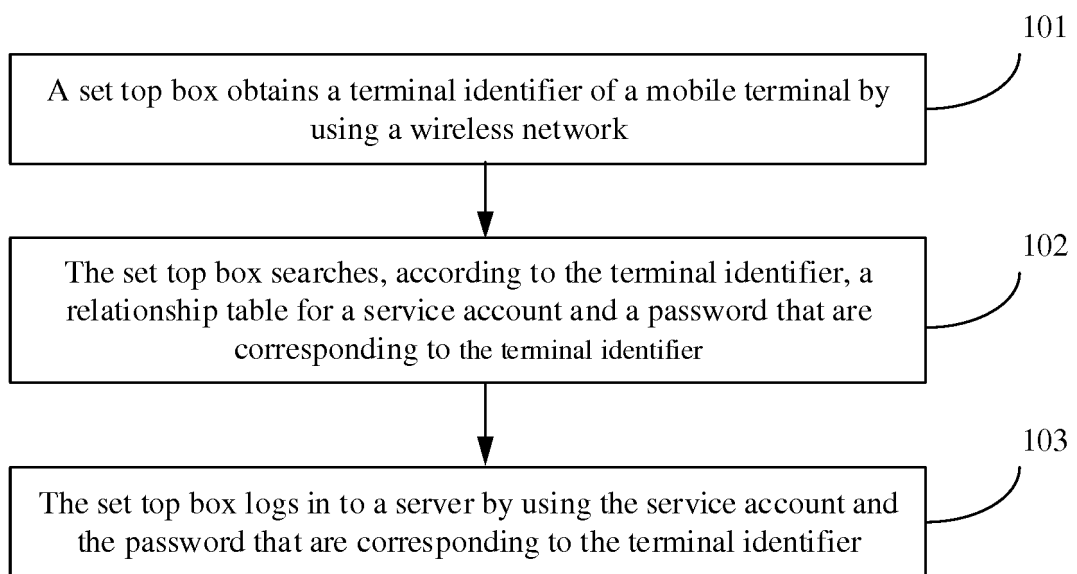 101
A set top box obtains a terminal identifier of a mobile terminal by
using a wireless network
102
The set top box searches, according to the terminal identifier, a
relationship table for a service account and a password that are
corresponding to the terminal identifier
103
The set top box logs in to a server by using the service account and
the password that are corresponding to the terminal identifier